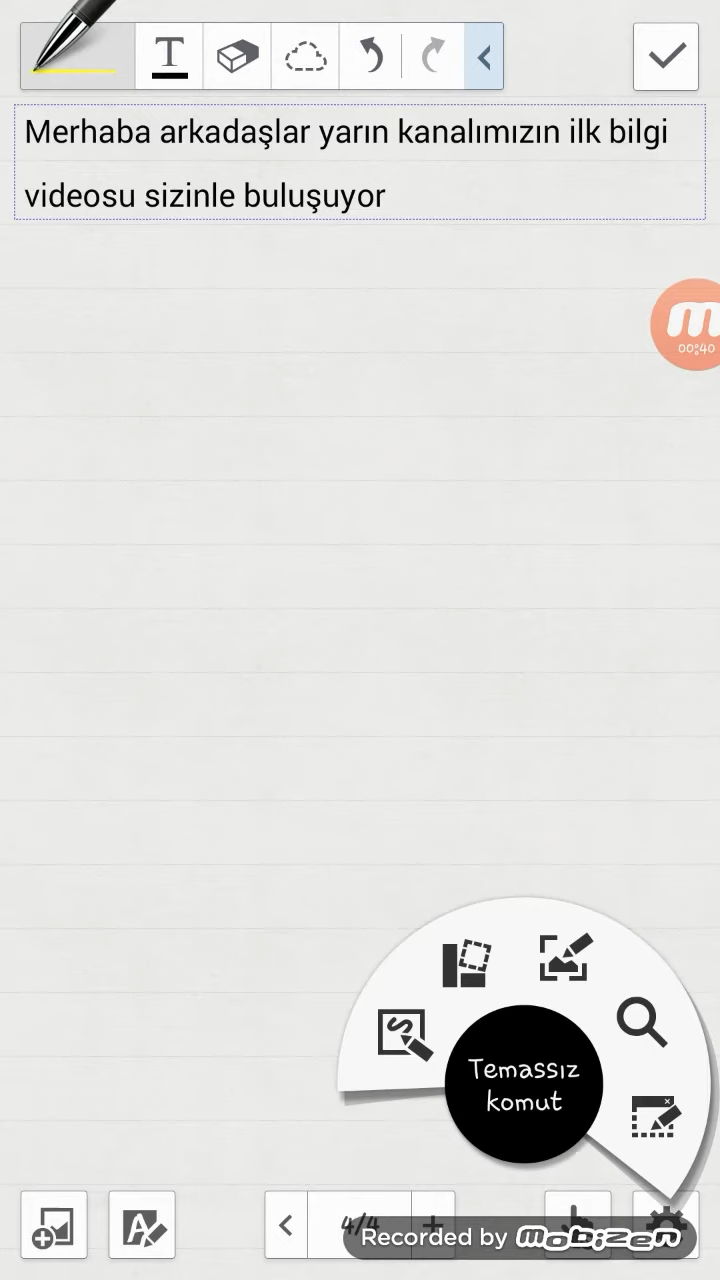 T
Merhaba arkadaşlar yarın kanalımızın ilk bilgi
videosu sizinle buluşuyor
00:40
Temassız
komut
4/4
Recorded by mobizen